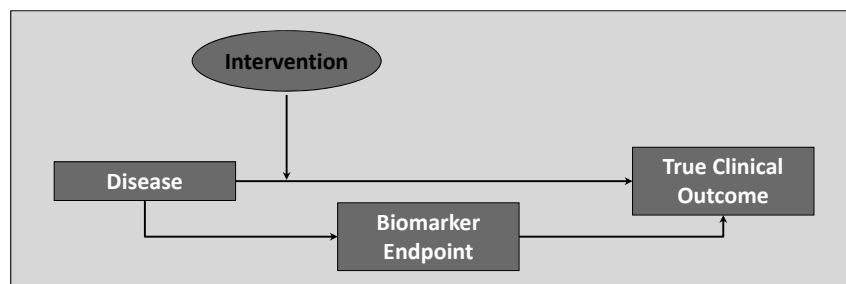 Intervention
Disease
True Clinical
Outcome
Biomarker
Endpoint